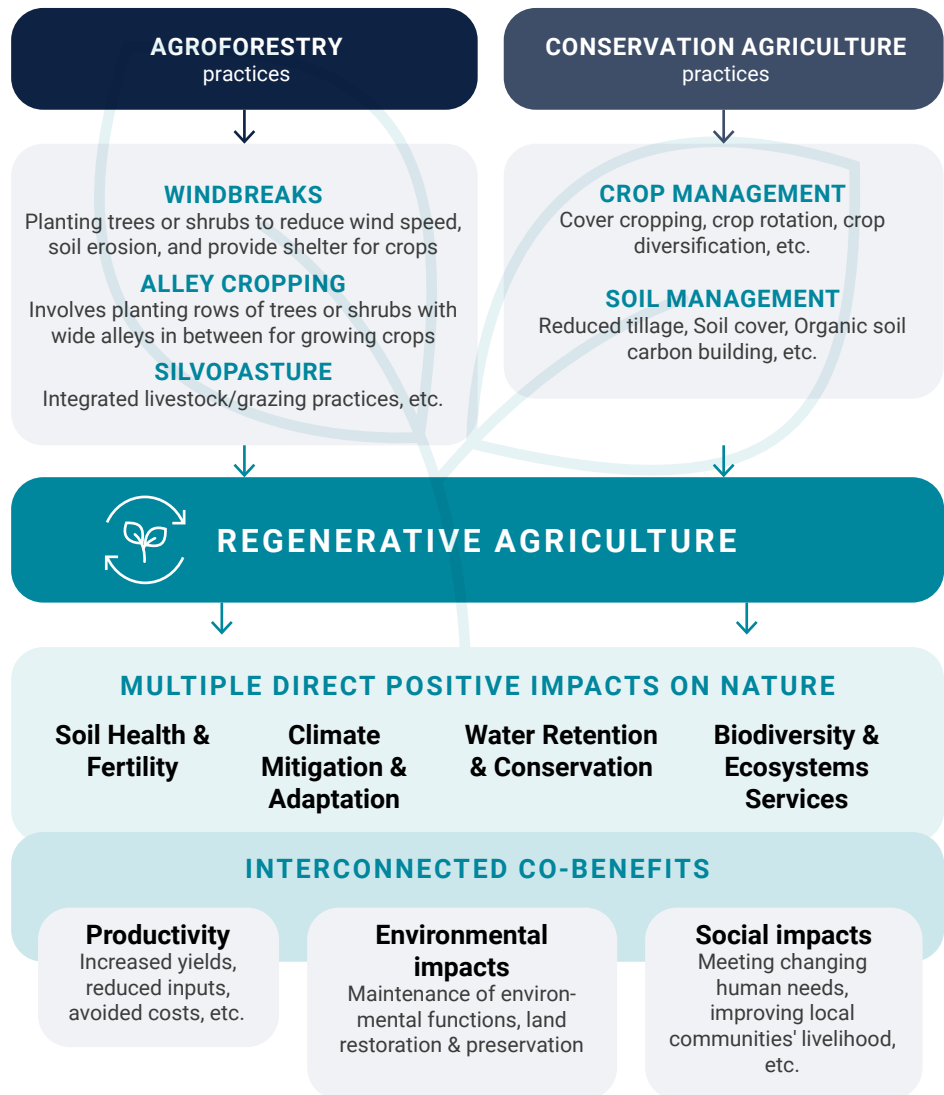 AGROFORESTRY
practices
WINDBREAKS
Planting trees or shrubs to reduce wind speed,
soil erosion, and provide shelter for crops
ALLEY CROPPING
Involves planting rows of trees or shrubs with
wide alleys in between for growing crops
SILVOPASTURE
Integrated livestock/grazing practices, etc.
CONSERVATION AGRICULTURE
practices
CROP MANAGEMENT
Cover cropping, crop rotation, crop
diversification, etc.
SOIL MANAGEMENT
Reduced tillage, Soil cover, Organic soil
carbon building, etc.
REGENERATIVE AGRICULTURE
MULTIPLE DIRECT POSITIVE IMPACTS ON NATURE
Soil Health &
Fertility
Climate
Mitigation &
Adaptation
Water Retention
& Conservation
Biodiversity &
Ecosystems
Services
INTERCONNECTED CO-BENEFITS
Productivity
Increased yields,
reduced inputs,
avoided costs, etc.
Environmental
impacts
Maintenance of environ-
mental functions, land
restoration & preservation
Social impacts
Meeting changing
human needs,
improving local
communities' livelihood,
etc.